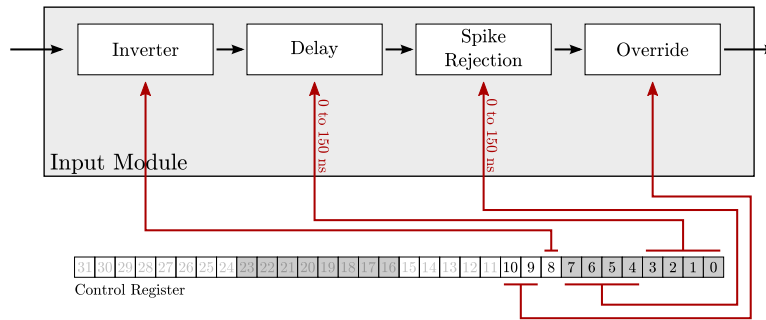 Inverter
Delay
Spike
Rejection
Override
0 to 150 ns
0 to 150 ns
Input Module
31 30 29 28 27 26 25 24 23 22 21 20 19 18 17 16 15 14 13 12 11 10 9 8 7 6 5 4 3 2 1 0
Control Register